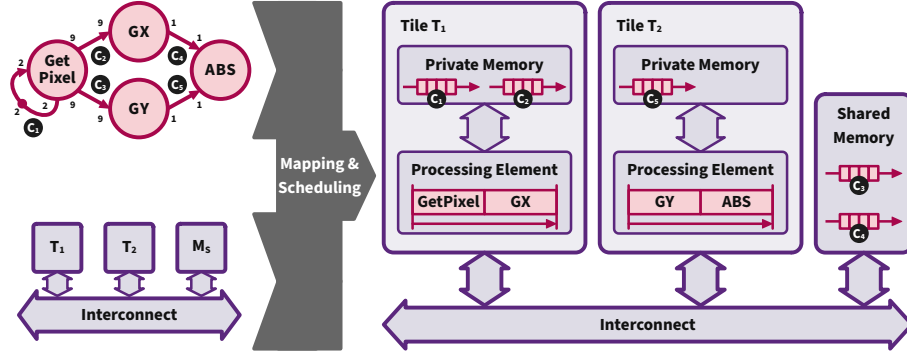 Get
Pixel
GX
GY
ABS
2
2
2
9
9
9
9
1
1
1
1
C₁
C₂
C₃
C₄
C₅
T₁
T₂
Mₛ
Interconnect
Mapping &
Scheduling
Tile T₁
Private Memory
C₁
C₂
Processing Element
GetPixel
GX
Tile T₂
Private Memory
C₅
Processing Element
GY
ABS
Shared
Memory
C₃
C₄
Interconnect